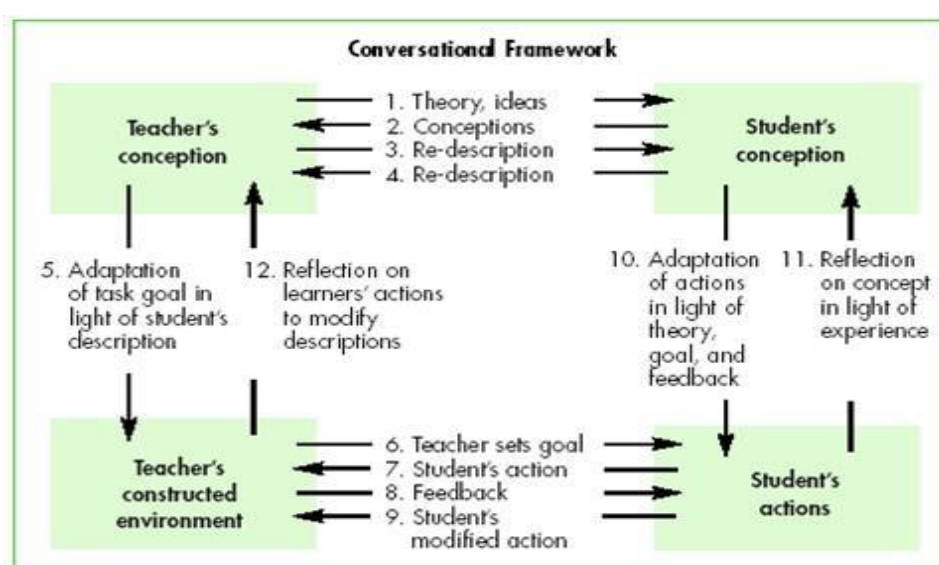 Conversational Framework
Teacher's
conception
1. Theory, ideas
2. Conceptions
3. Re-description
4. Re-description
Student's
conception
5. Adaptation
of task goal in
light of student's
description
12. Reflection on
learners' actions
to modify
descriptions
10. Adaptation
of actions
in light of
theory,
goal, and
feedback
11. Reflection
on concept
in light of
experience
Teacher's
constructed
environment
6. Teacher sets goal
7. Student's action
8. Feedback
9. Student's
modified action
Student's
actions